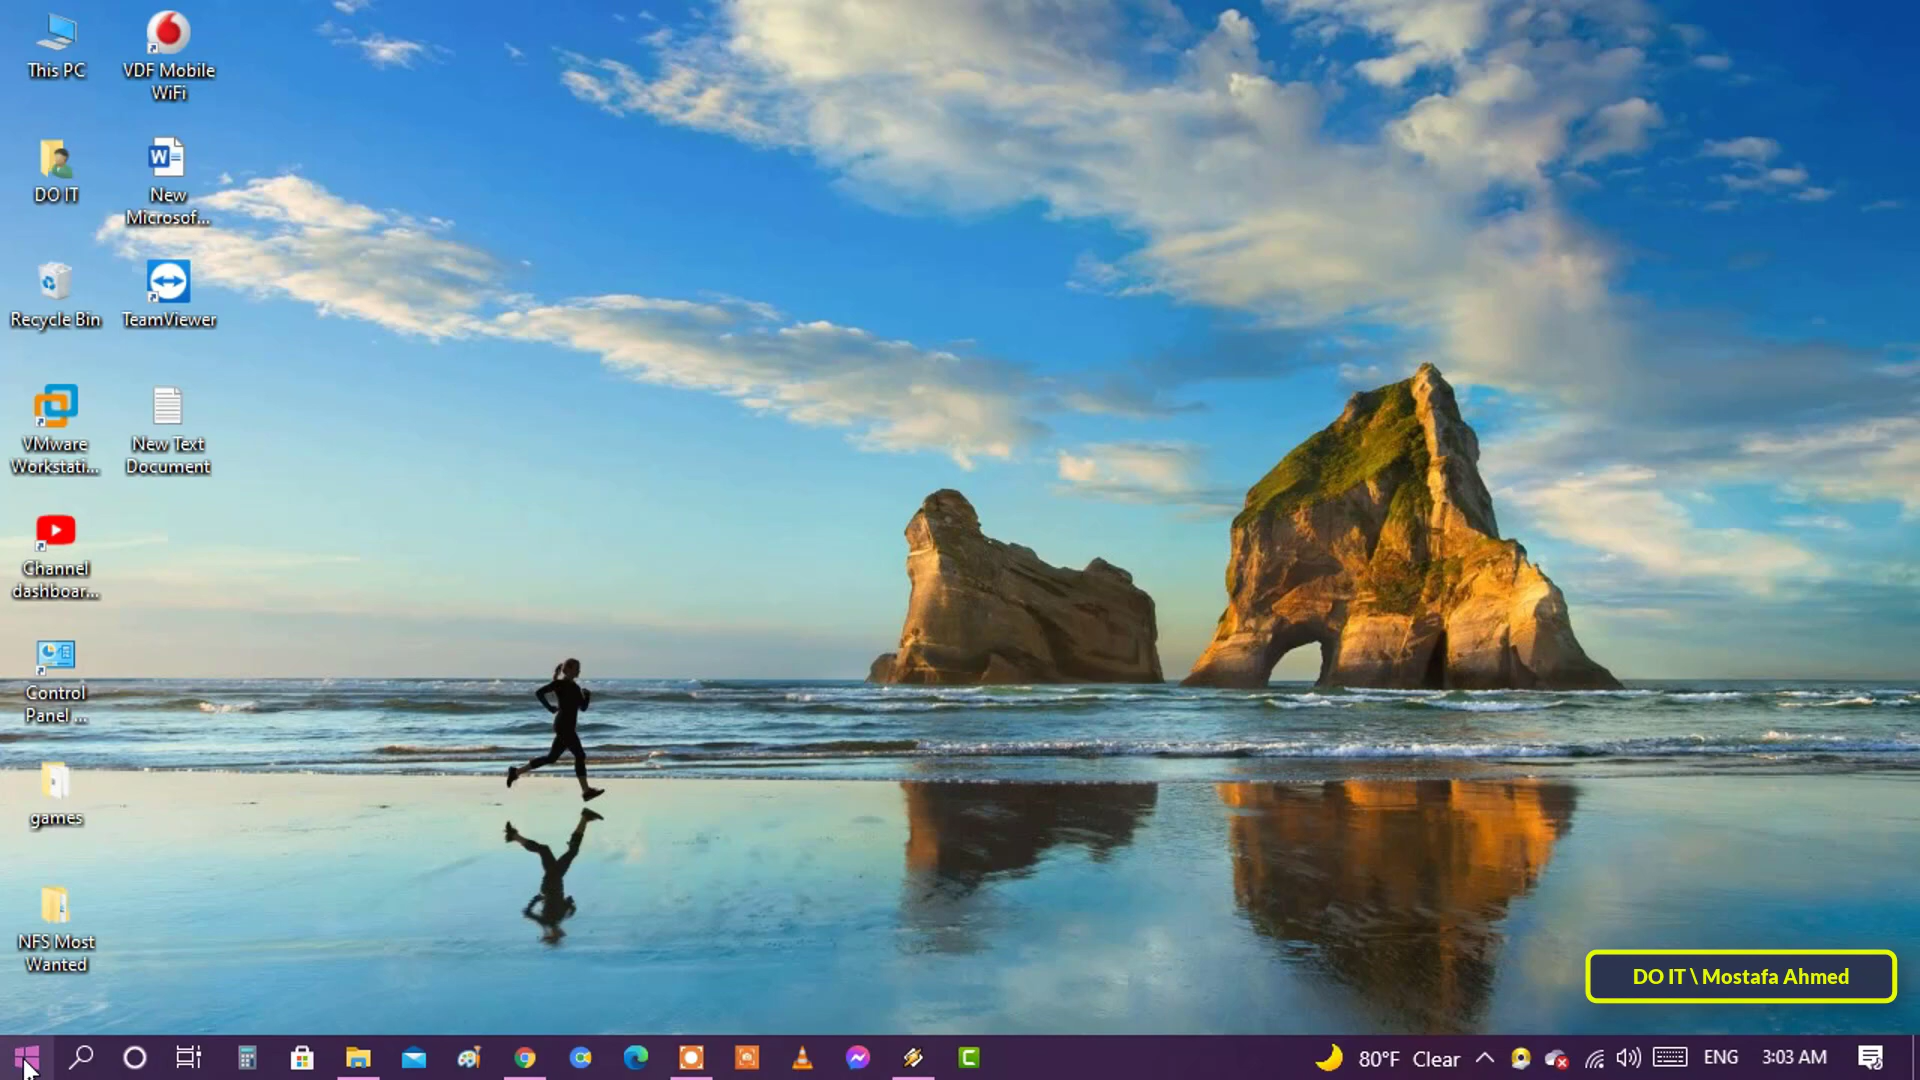 This PC
VDF Mobile
WiFi
DO IT
New
Microsof...
Recycle Bin
TeamViewer
VMware
Workstati...
New Text
Document
Channel
dashboar...
Control
Panel ...
games
NFS Most
Wanted
DO IT \ Mostafa Ahmed
80°F Clear
ENG
3:03 AM